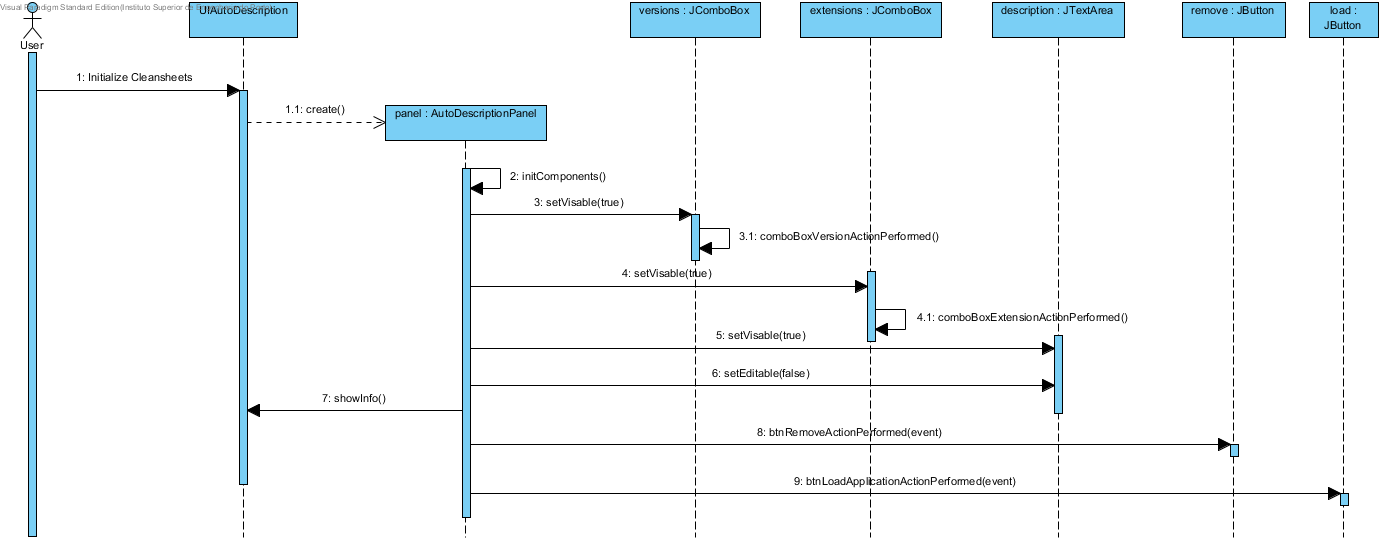 Visual Paradigm Standard Edition(Instituto Superior de
UIAutoDescription
versions : JComboBox
extensions : JComboBox
description : JTextArea
remove : JButton
load :
JButton
User
1: Initialize Cleansheets
1.1: create()
panel : AutoDescriptionPanel
2: initComponents()
3: setVisable(true)
3.1: comboBoxVersionActionPerformed()
4: setVisable(true)
4.1: comboBoxExtensionActionPerformed()
5: setVisable(true)
6: setEditable(false)
7: showInfo()
8: btnRemoveActionPerformed(event)
9: btnLoadApplicationActionPerformed(event)